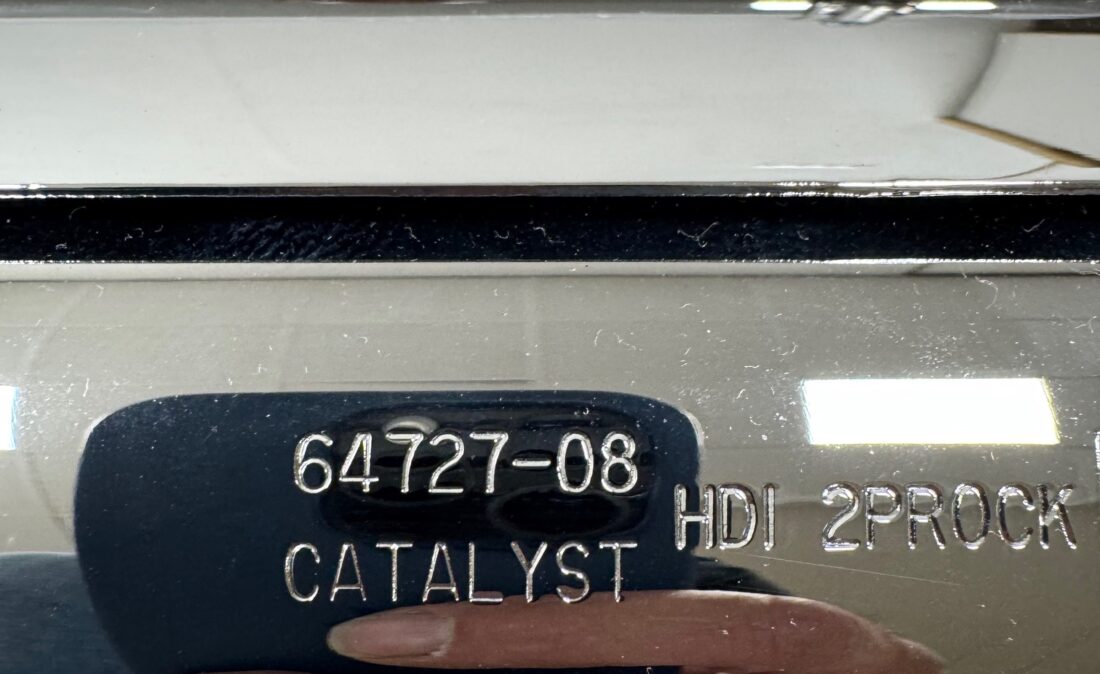 64727-08
CATALYST
HDI 2PROCK